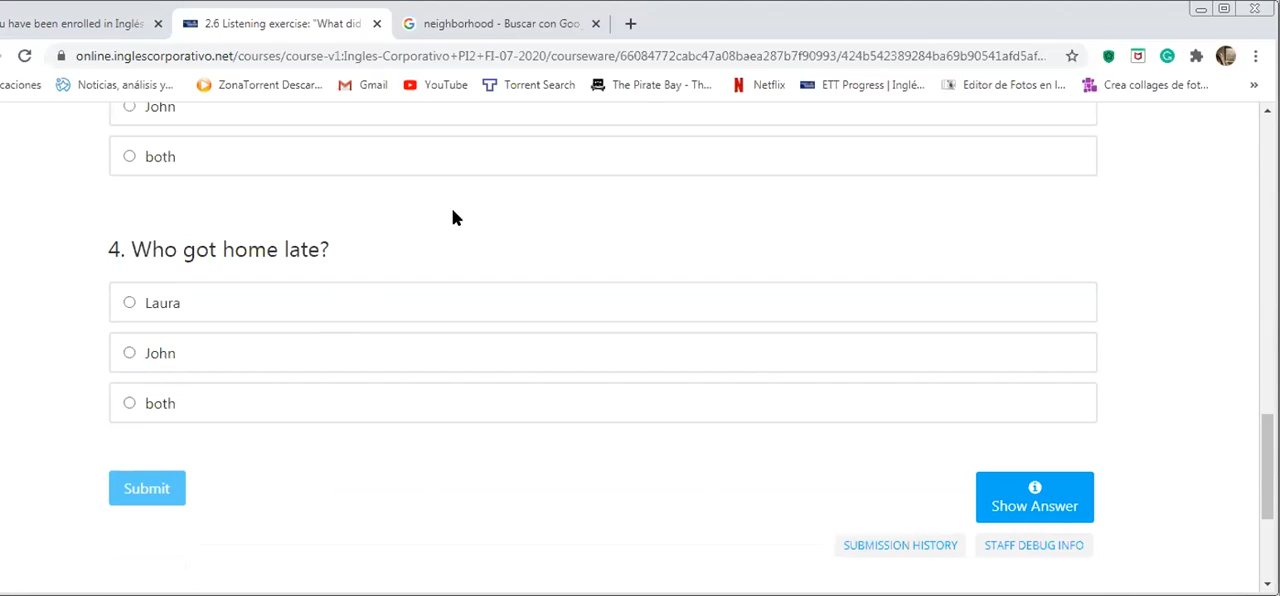 u have been enrolled in Inglés
2.6 Listening exercise: "What did
neighborhood - Buscar con Goo
online.inglescorporativo.net/courses/course-v1:Ingles-Corporativo+PI2+FI-07-2020/courseware/66084772cabc47a08baea287b7f90993/424b542389284ba69b90541afd5af...
caciones
Noticias, análisis y...
ZonaTorrent Descar...
Gmail
YouTube
Torrent Search
The Pirate Bay - Th...
Netflix
ETT Progress | Inglé...
Editor de Fotos en l...
Crea collages de fot...
»
John
both
4. Who got home late?
Laura
John
both
Submit
Show Answer
SUBMISSION HISTORY
STAFF DEBUG INFO